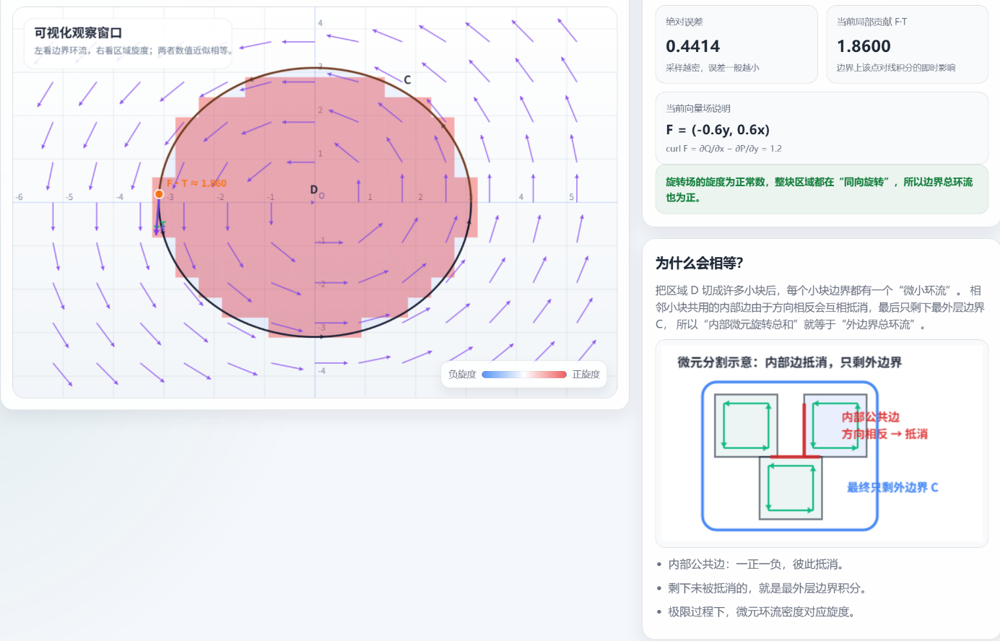 可视化观察窗口
左看边界环流，右看区域旋度；两者数值近似相等。
4
3
2
1
-1
-2
-3
-4
-6
-5
-4
-3
-2
-1
O
1
2
3
4
5
C
D
F · T ≈ 1.860
T
负旋度
正旋度
绝对误差
0.4414
采样越密，误差一般越小
当前局部贡献 F·T
1.8600
边界上该点对线积分的即时影响
当前向量场说明
F = (-0.6y, 0.6x)
curl F = ∂Q/∂x − ∂P/∂y = 1.2
旋转场的旋度为正常数，整块区域都在“同向旋转”，所以边界总环流
也为正。
为什么会相等？
把区域 D 切成许多小块后，每个小块边界都有一个“微小环流”。 相
邻小块共用的内部边由于方向相反会互相抵消，最后只剩下最外层边界
C， 所以“内部微元旋转总和”就等于“外边界总环流”。
微元分割示意：内部边抵消，只剩外边界
内部公共边
方向相反 → 抵消
最终只剩外边界 C
• 内部公共边：一正一负，彼此抵消。
• 剩下未被抵消的，就是最外层边界积分。
• 极限过程下，微元环流密度对应旋度。